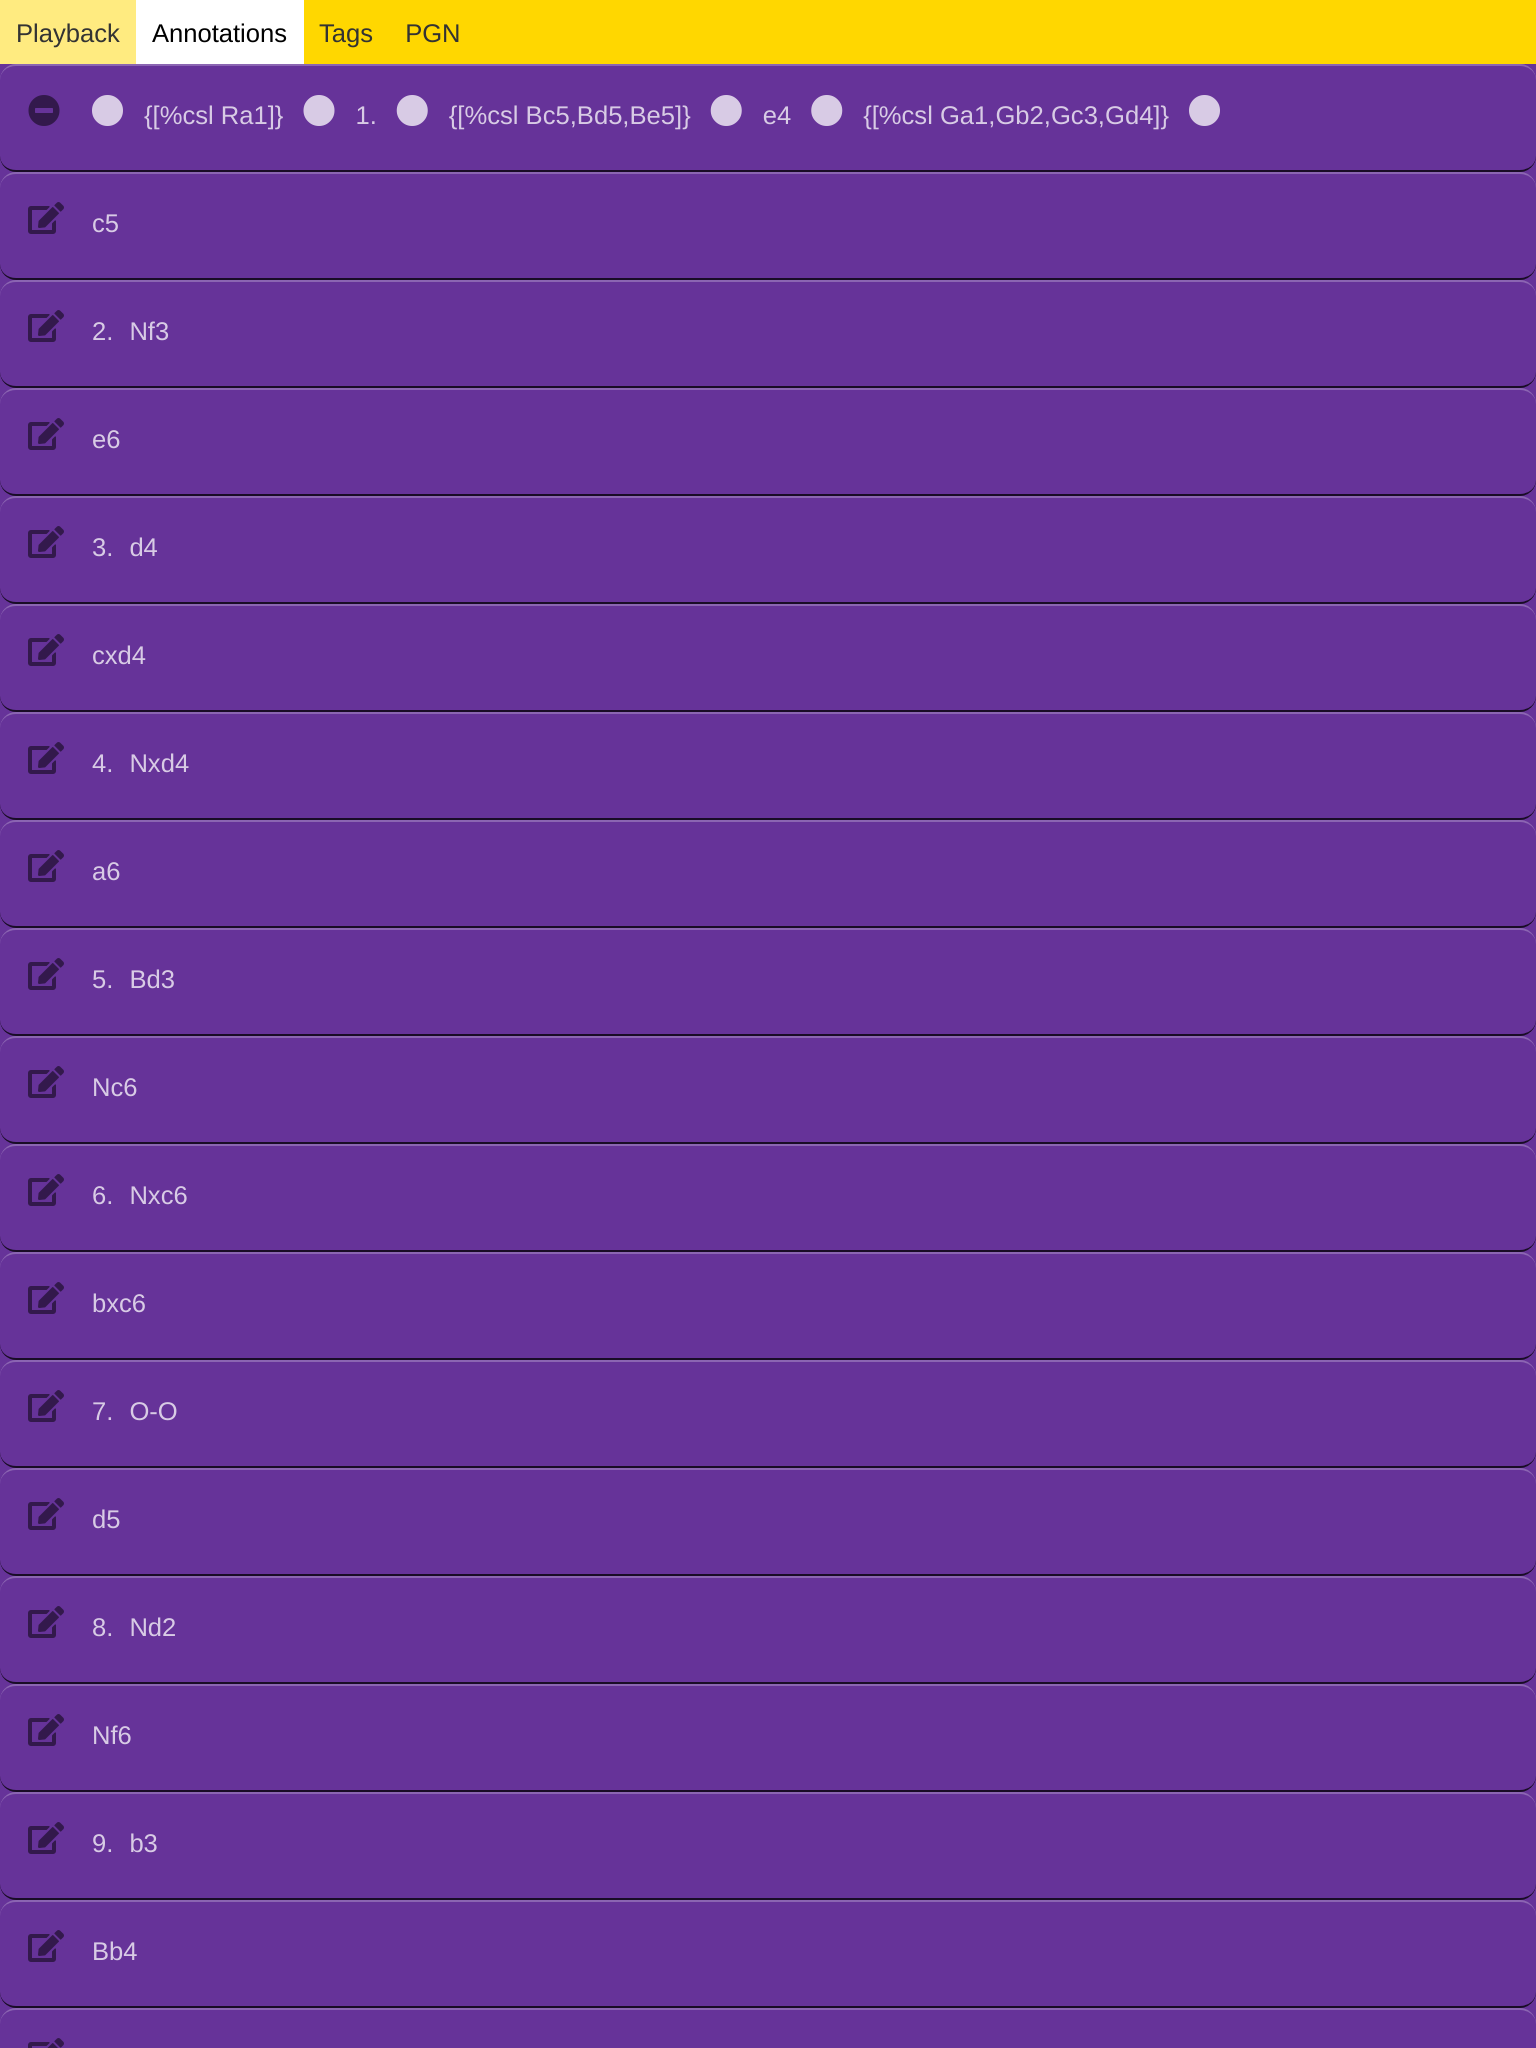 Playback Annotations Tags PGN
{[%csl Ra1]} 1. {[%csl Bc5,Bd5,Be5]} e4 {[%csl Ga1,Gb2,Gc3,Gd4]}
c5
2. Nf3
e6
3. d4
cxd4
4. Nxd4
a6
5. Bd3
Nc6
6. Nxc6
bxc6
7. O-O
d5
8. Nd2
Nf6
9. b3
Bb4